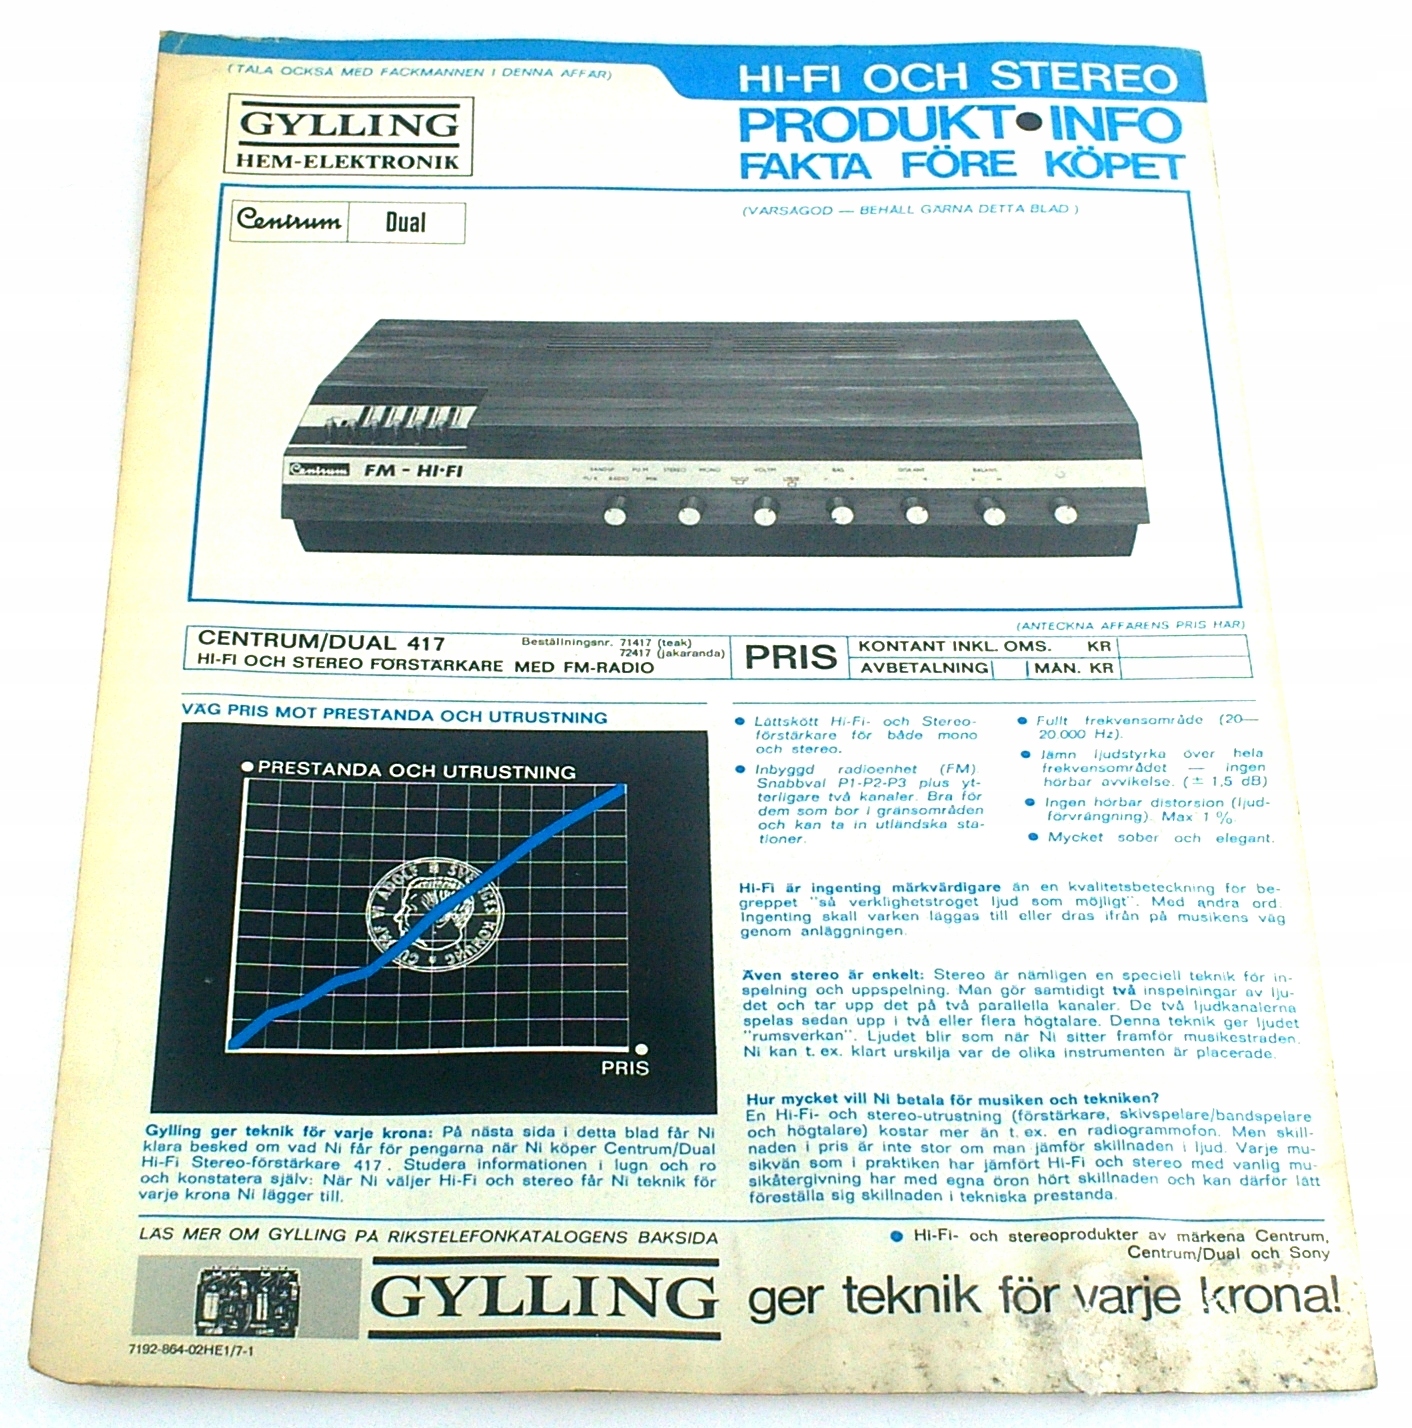 (TALA OCKSÅ MED FACKMANNEN I DENNA AFFÄR)
HI-FI OCH STEREO
PRODUKT•INFO
FAKTA FÖRE KÖPET
GYLLING
HEM-ELEKTRONIK
(VARSÅGOD — BEHÅLL GÄRNA DETTA BLAD)
Centrum Dual
Centrum FM - HI-FI
STEREO MONO VOLYM BAS DISKANT BALANS
RADIO
(ANTECKNA AFFÄRENS PRIS HÄR)
CENTRUM/DUAL 417
Beställningsnr. 71417 (teak)
72417 (jakaranda)
HI-FI OCH STEREO FÖRSTÄRKARE MED FM-RADIO
PRIS
KONTANT INKL. OMS. KR
AVBETALNING MÅN. KR
VÄG PRIS MOT PRESTANDA OCH UTRUSTNING
● PRESTANDA OCH UTRUSTNING
GUSTAF VI ADOLF SVERIGES KONUNG
PRIS
● Lättskött Hi-Fi- och Stereo-
förstärkare för både mono
och stereo.
● Inbyggd radioenhet (FM)
Snabbval P1-P2-P3 plus yt-
terligare två kanaler. Bra för
dem som bor i gränsområden
och kan ta in utländska sta-
tioner.
● Fullt frekvensområde (20—
20.000 Hz).
● Jämn ljudstyrka över hela
frekvensområdet — ingen
hörbar avvikelse. (± 1,5 dB)
● Ingen hörbar distorsion (ljud-
förvrängning). Max 1 %.
● Mycket sober och elegant.
Hi-Fi är ingenting märkvärdigare än en kvalitetsbeteckning för be-
greppet "så verklighetstroget ljud som möjligt". Med andra ord.
Ingenting skall varken läggas till eller dras ifrån på musikens väg
genom anläggningen.
Även stereo är enkelt: Stereo är nämligen en speciell teknik för in-
spelning och uppspelning. Man gör samtidigt två inspelningar av lju-
det och tar upp det på två parallella kanaler. De två ljudkanalerna
spelas sedan upp i två eller flera högtalare. Denna teknik ger ljudet
"rumsverkan". Ljudet blir som när Ni sitter framför musikestraden.
Ni kan t. ex. klart urskilja var de olika instrumenten är placerade.
Hur mycket vill Ni betala för musiken och tekniken?
En Hi-Fi- och stereo-utrustning (förstärkare, skivspelare/bandspelare
och högtalare) kostar mer än t. ex. en radiogrammofon. Men skill-
naden i pris är inte stor om man jämför skillnaden i ljud. Varje mu-
sikvän som i praktiken har jämfört Hi-Fi och stereo med vanlig mu-
sikåtergivning har med egna öron hört skillnaden och kan därför lätt
föreställa sig skillnaden i tekniska prestanda.
Gylling ger teknik för varje krona: På nästa sida i detta blad får Ni
klara besked om vad Ni får för pengarna när Ni köper Centrum/Dual
Hi-Fi Stereo-förstärkare 417. Studera informationen i lugn och ro
och konstatera själv: När Ni väljer Hi-Fi och stereo får Ni teknik för
varje krona Ni lägger till.
LÄS MER OM GYLLING PÅ RIKSTELEFONKATALOGENS BAKSIDA
● Hi-Fi- och stereoprodukter av märkena Centrum,
Centrum/Dual och Sony
GYLLING ger teknik för varje krona!
7192-864-02HE1/7-1